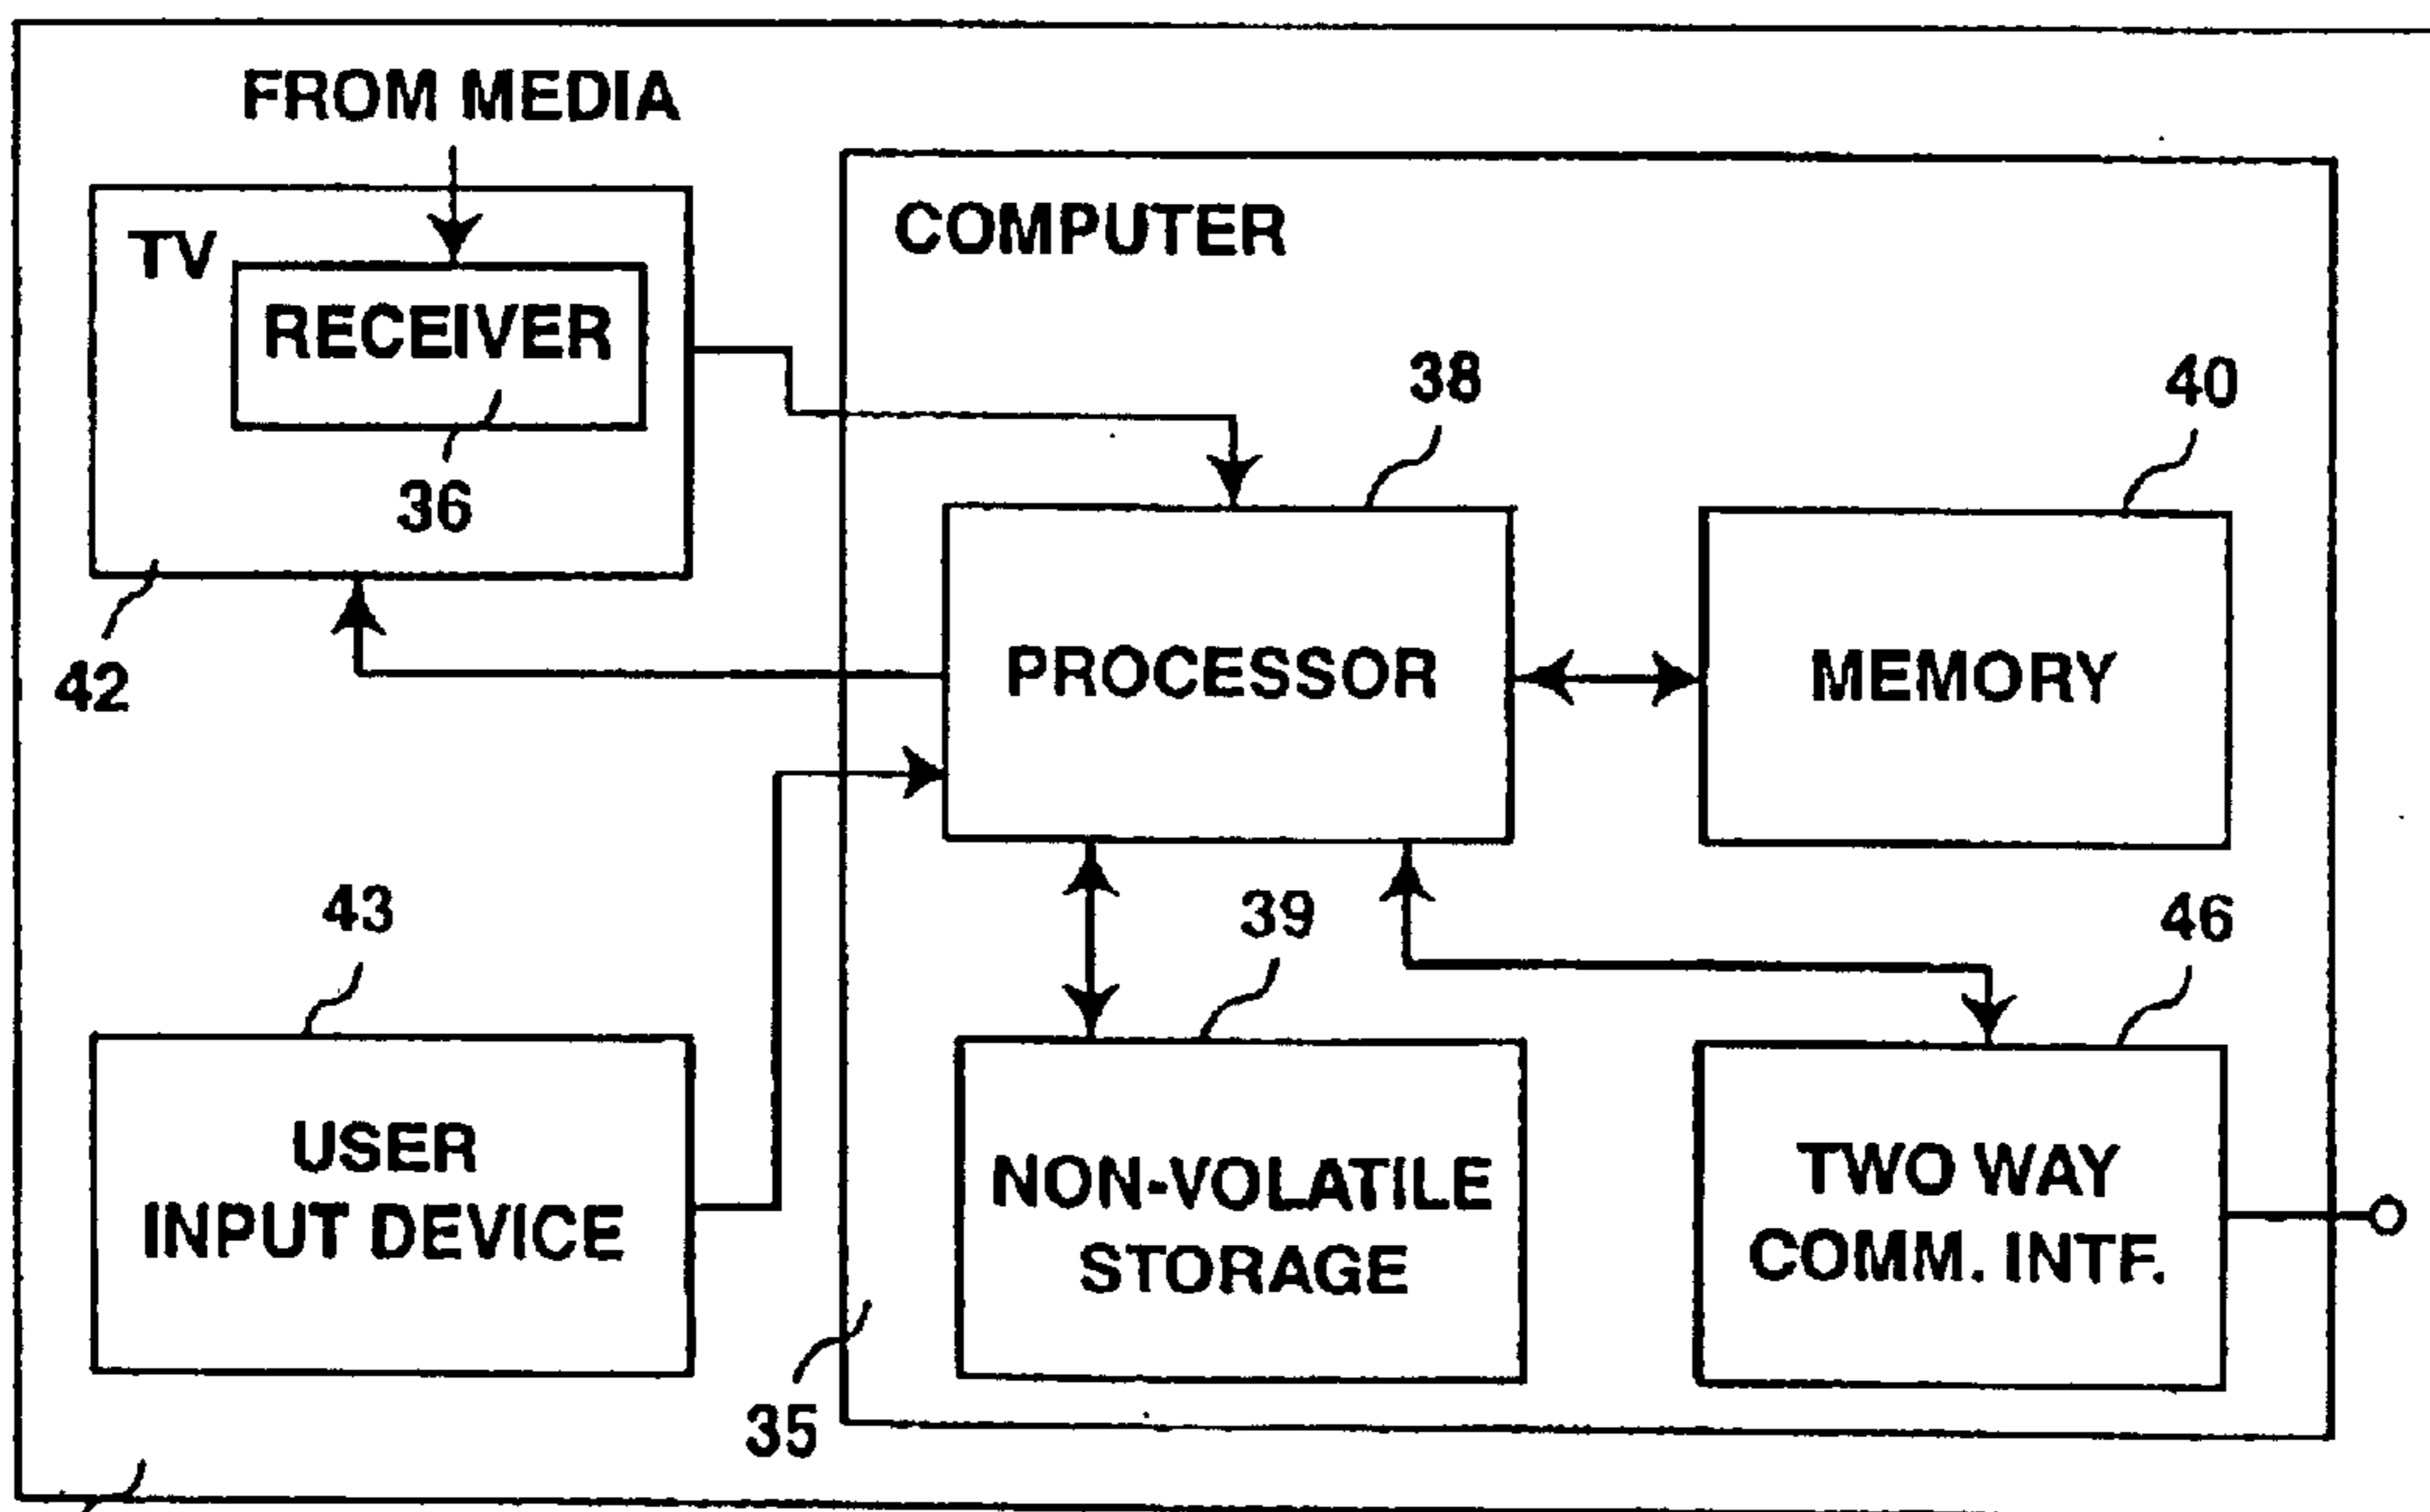 FROM MEDIA
TV
RECEIVER
36
42
COMPUTER
38
40
PROCESSOR
MEMORY
43
39
46
USER
INPUT DEVICE
NON-VOLATILE
STORAGE
TWO WAY
COMM. INTF.
35